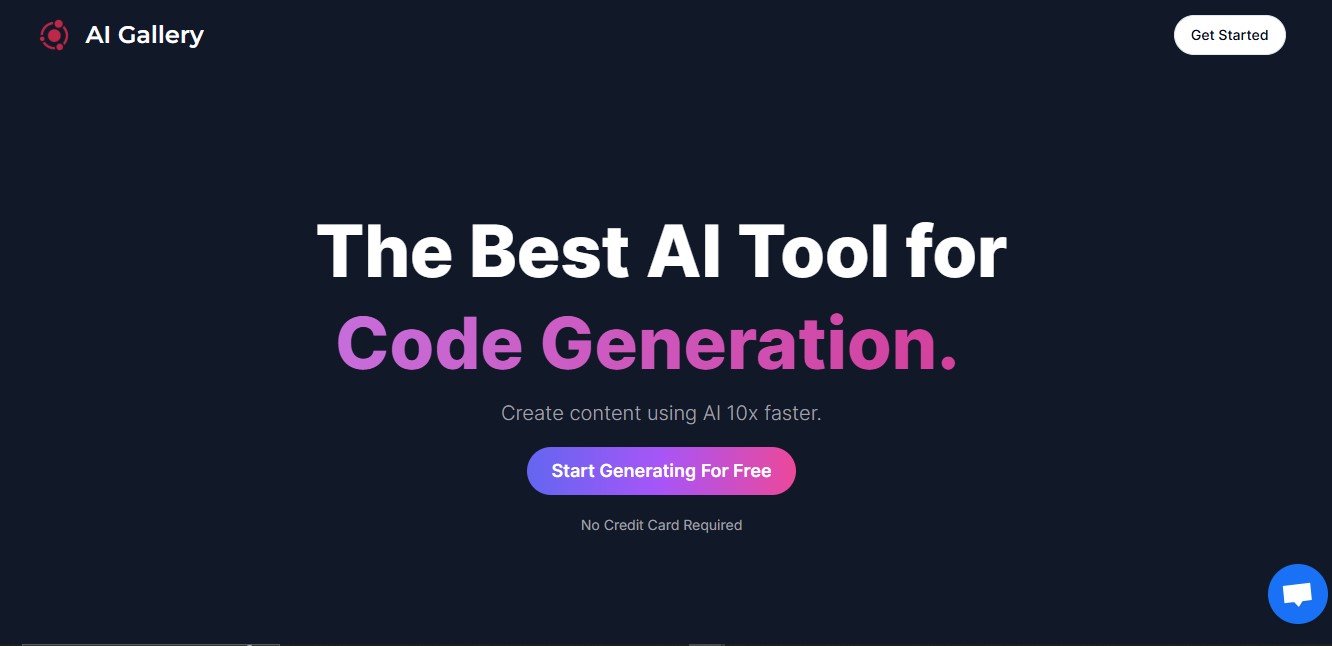 AI Gallery
Get Started
The Best AI Tool for
Code Generation.
Create content using AI 10x faster.
Start Generating For Free
No Credit Card Required